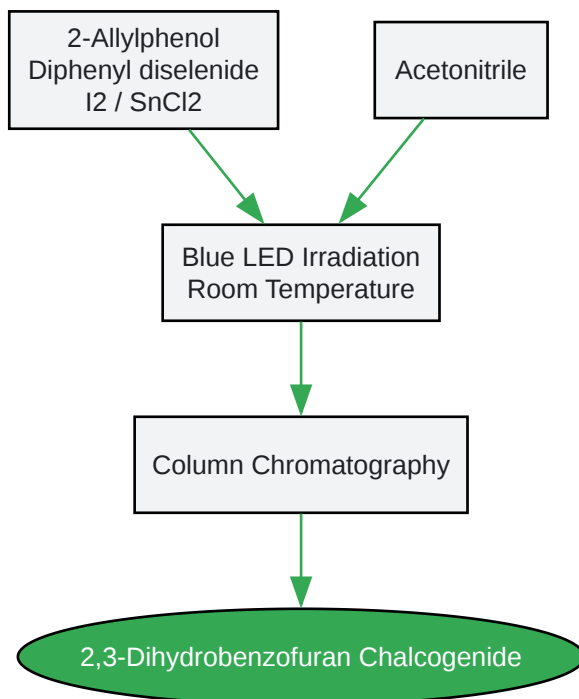 2-Allylphenol
Diphenyl diselenide
I2 / SnCl2
Acetonitrile
Blue LED Irradiation
Room Temperature
Column Chromatography
2,3-Dihydrobenzofuran Chalcogenide